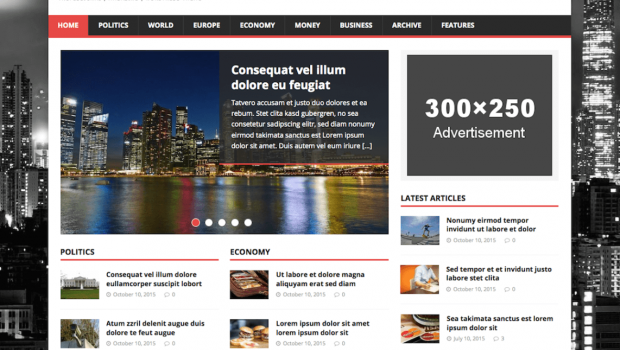 HOME POLITICS WORLD EUROPE ECONOMY MONEY BUSINESS ARCHIVE FEATURES
Consequat vel illum
dolore eu feugiat
Tatvero accusam et justo duo dolores et ea
rebum. Stet clita kasd gubergren, no sea
consetetur sadipscing elitr, sed diam nonumy
eirmod takimata sanctus est Lorem ipsum
dolor sit amet. Duis autem vel eum iriure [...]
300×250
Advertisement
LATEST ARTICLES
Nonumy eirmod tempor
invidunt ut labore et dolor
October 10, 2015 0
Sed tempor et et invidunt justo
labore stet clita
October 10, 2015 0
Sea takimata sanctus est Lorem
ipsum dolor sit
July 10, 2015 3
POLITICS
Consequat vel illum dolore
eullamcorper suscipit lobort
October 10, 2015 0
Atum zzril delenit augue duis
dolore te feugat
October 10, 2015 0
ECONOMY
Ut labore et dolore magna
aliquyam erat sed diam
October 10, 2015 0
Lorem ipsum dolor sit amet
October 10, 2015 0